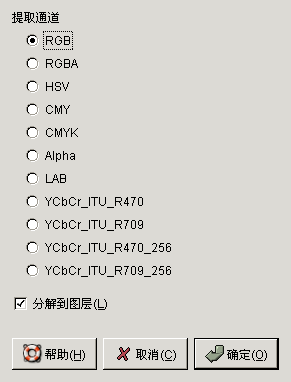 提取通道
RGB
RGBA
HSV
CMY
CMYK
Alpha
LAB
YCbCr_ITU_R470
YCbCr_ITU_R709
YCbCr_ITU_R470_256
YCbCr_ITU_R709_256
分解到图层(L)
帮助(H) 取消(C) 确定(O)